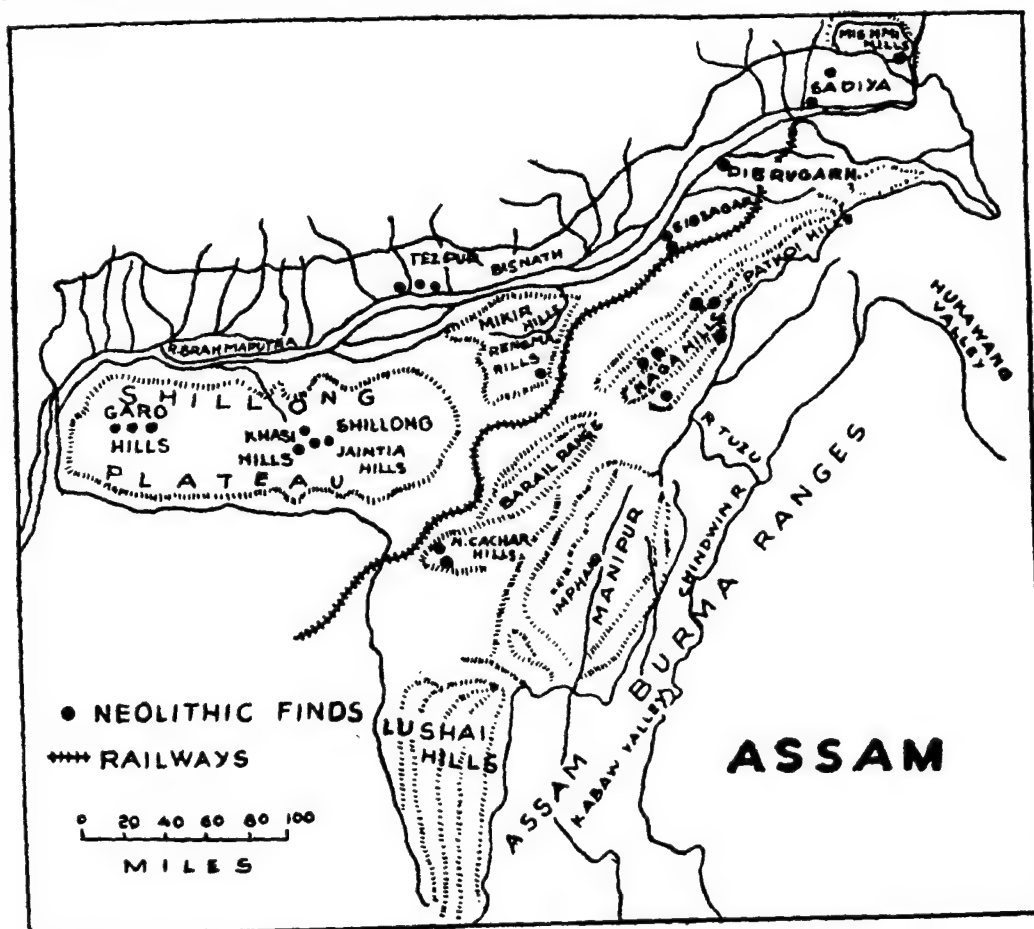 MISHMI
HILLS
SADIYA
DIBRUGARH
SIBSAGAR
TEZPUR
BISNATH
PATKOI HILLS
HUKAWANG
VALLEY
MIKIR
HILLS
RENGMA
HILLS
NAGA HILLS
R. BRAHMAPUTRA
SHILLONG
GARO
HILLS
KHASI
HILLS
SHILLONG
JAINTIA
HILLS
PLATEAU
R TUZU
BARAIL RANGE
N. CACHAR
HILLS
IMPHAL
MANIPUR
CHINDWIN R
ASSAM BURMA RANGES
KABAW VALLEY
LUSHAI
HILLS
NEOLITHIC FINDS
RAILWAYS
0 20 40 60 80 100
MILES
ASSAM